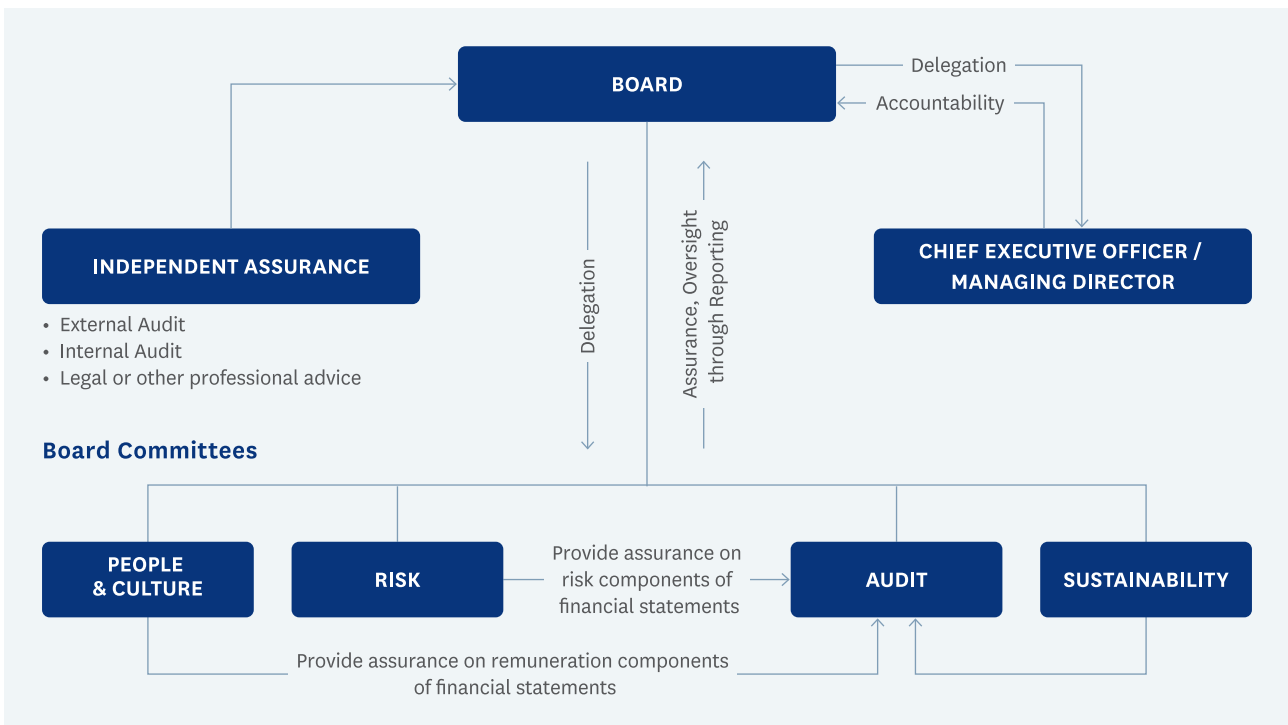 BOARD
Delegation
Accountability
INDEPENDENT ASSURANCE
• External Audit
• Internal Audit
• Legal or other professional advice
Delegation
Assurance, Oversight
through Reporting
CHIEF EXECUTIVE OFFICER /
MANAGING DIRECTOR
Board Committees
PEOPLE
& CULTURE
RISK
Provide assurance on
risk components of
financial statements
AUDIT
SUSTAINABILITY
Provide assurance on remuneration components
of financial statements